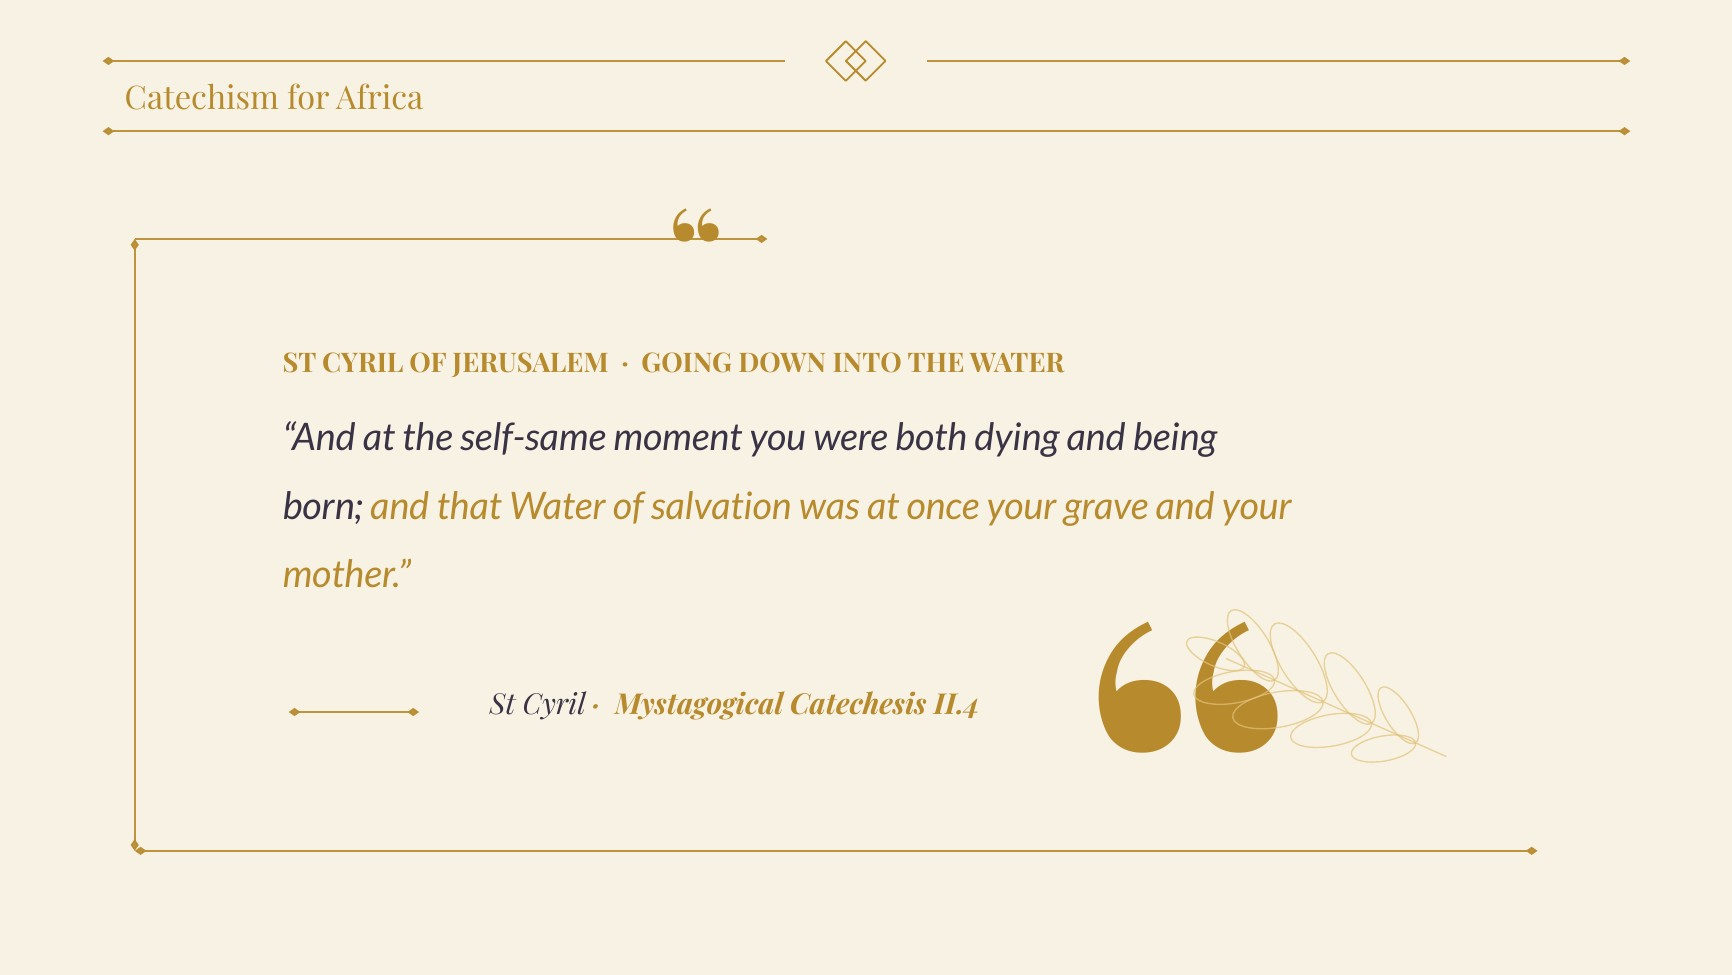 Catechism for Africa
ST CYRIL OF JERUSALEM · GOING DOWN INTO THE WATER
“And at the self-same moment you were both dying and being
born; and that Water of salvation was at once your grave and your
mother.”
St Cyril · Mystagogical Catechesis II.4